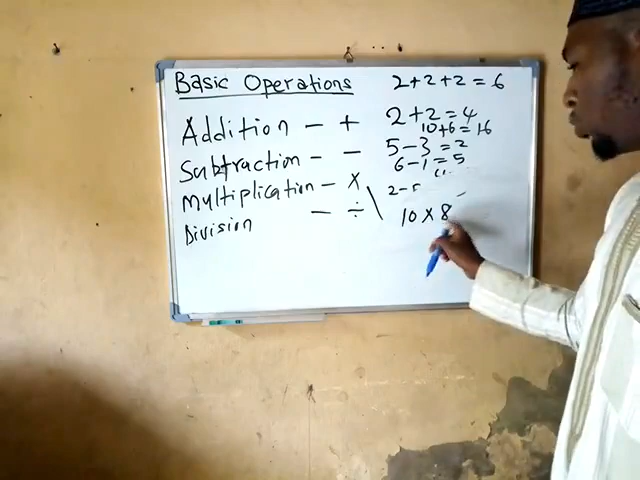 Basic Operations 2+2+2=6
Addition - + 2+2=4
10+6=16
Subtraction - - 5-3=2
6-1=5
Multiplication - × 2-
Division - ÷ \ 10×8